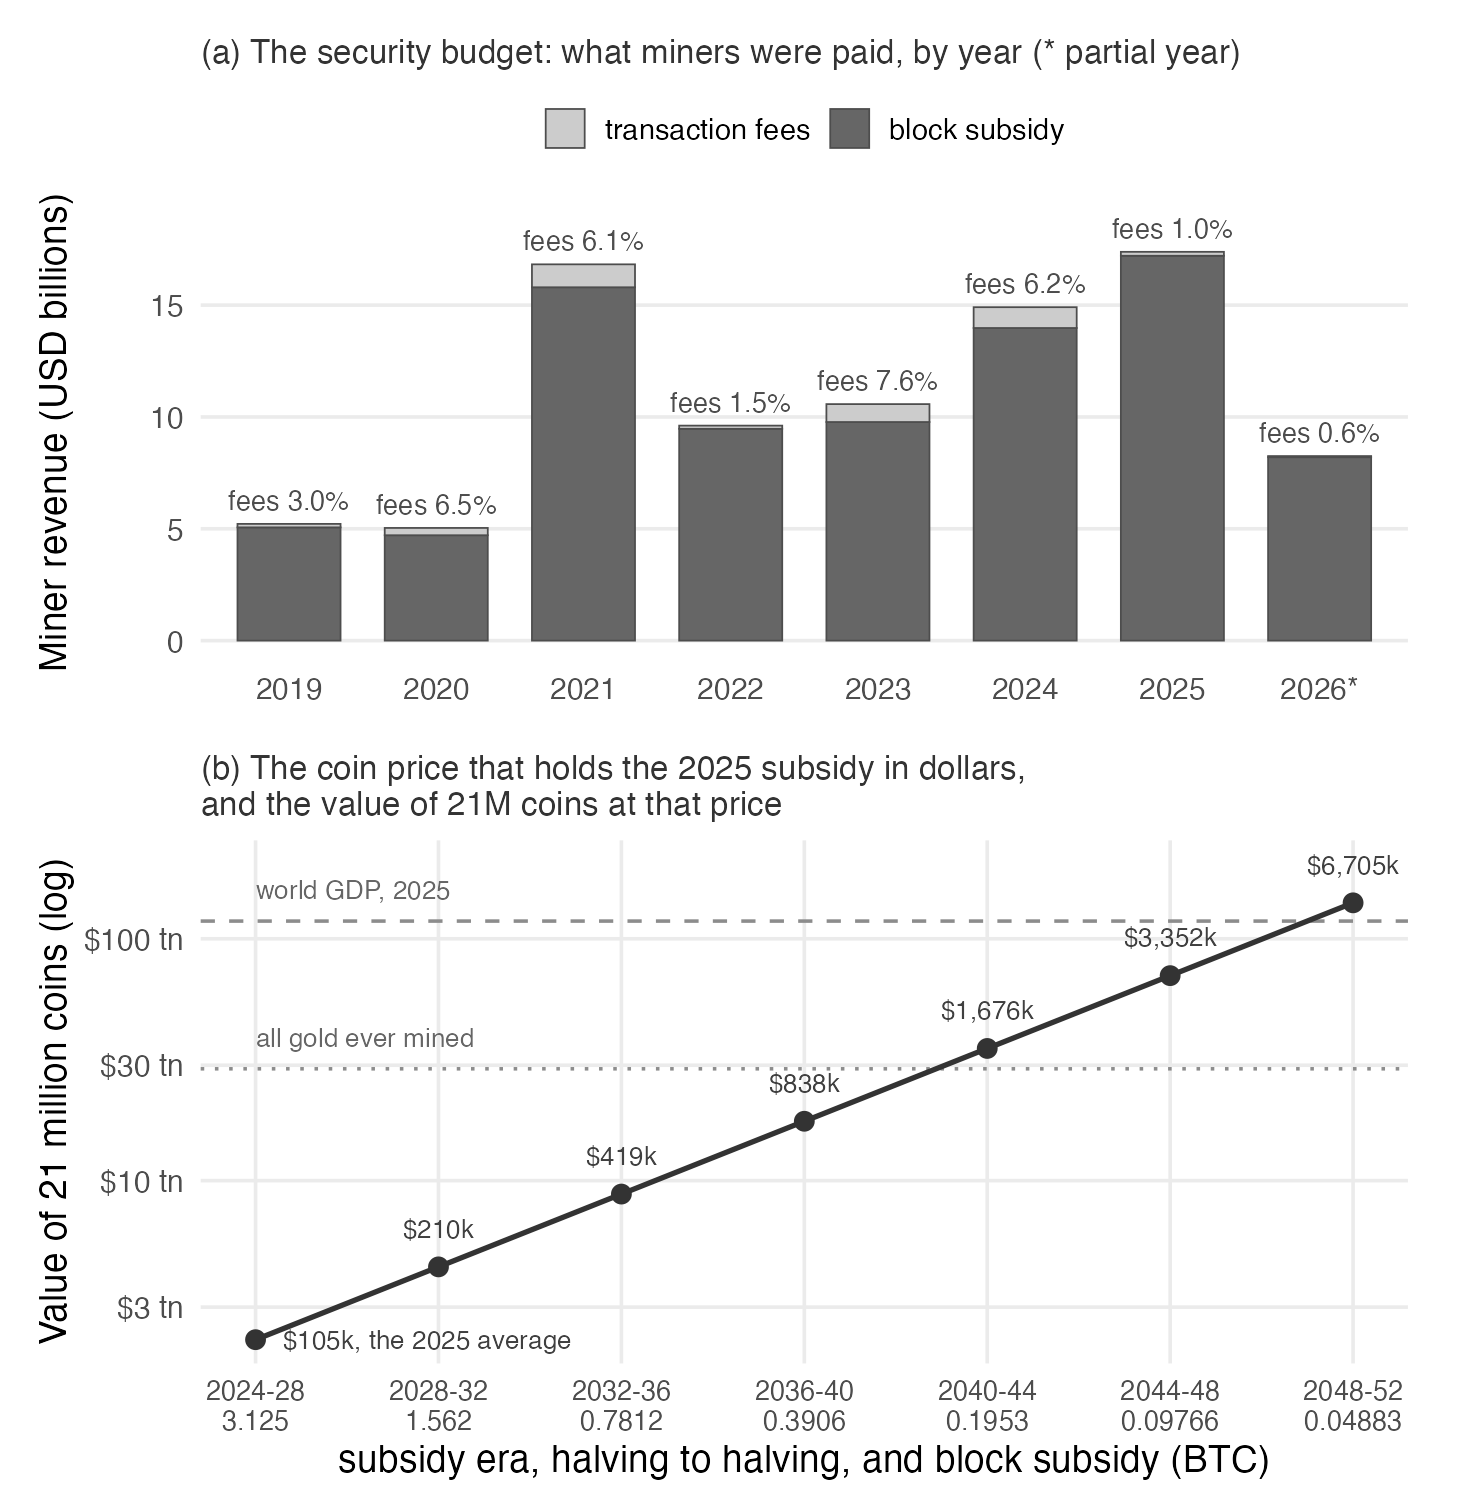 (a) The security budget: what miners were paid, by year (* partial year)
transaction fees
block subsidy
Miner revenue (USD billions)
15
10
5
0
fees 3.0%
fees 6.5%
fees 6.1%
fees 1.5%
fees 7.6%
fees 6.2%
fees 1.0%
fees 0.6%
2019
2020
2021
2022
2023
2024
2025
2026*
(b) The coin price that holds the 2025 subsidy in dollars,
and the value of 21M coins at that price
Value of 21 million coins (log)
$100 tn
$30 tn
$10 tn
$3 tn
world GDP, 2025
all gold ever mined
$105k, the 2025 average
$210k
$419k
$838k
$1,676k
$3,352k
$6,705k
2024-28
3.125
2028-32
1.562
2032-36
0.7812
2036-40
0.3906
2040-44
0.1953
2044-48
0.09766
2048-52
0.04883
subsidy era, halving to halving, and block subsidy (BTC)